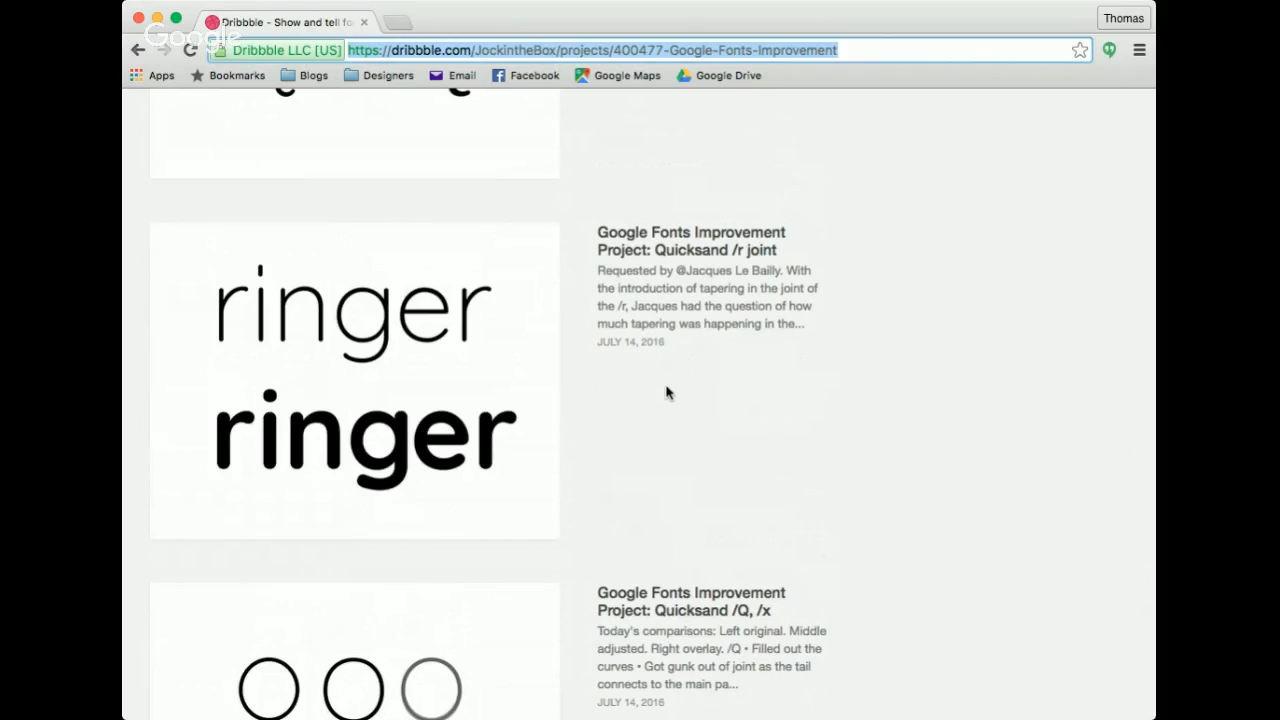 Dribbble - Show and tell fo
Thomas
Google
Dribbble LLC [US] https://dribbble.com/JockintheBox/projects/400477-Google-Fonts-Improvement
Apps Bookmarks Blogs Designers Email Facebook Google Maps Google Drive
ringer
ringer
Google Fonts Improvement
Project: Quicksand /r joint
Requested by @Jacques Le Bailly. With
the introduction of tapering in the joint of
the /r, Jacques had the question of how
much tapering was happening in the...
JULY 14, 2016
Google Fonts Improvement
Project: Quicksand /Q, /x
Today's comparisons: Left original. Middle
adjusted. Right overlay. /Q • Filled out the
curves • Got gunk out of joint as the tail
connects to the main pa...
JULY 14, 2016